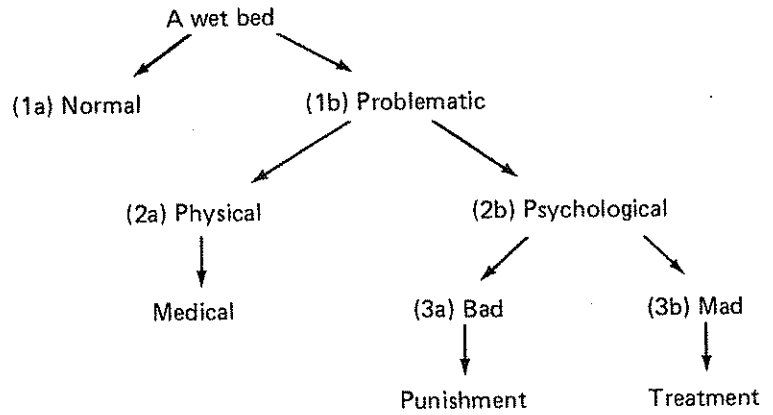 A wet bed
(1a) Normal
(1b) Problematic
(2a) Physical
(2b) Psychological
Medical
(3a) Bad
(3b) Mad
Punishment
Treatment